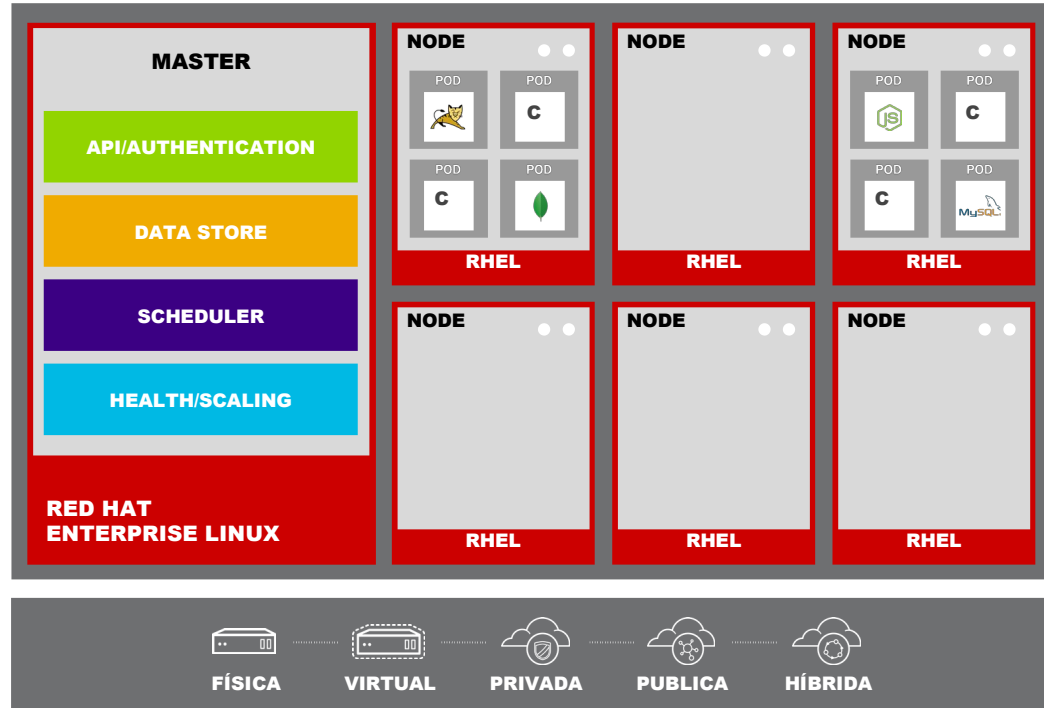 MASTER
API/AUTHENTICATION
DATA STORE
SCHEDULER
HEALTH/SCALING
RED HAT
ENTERPRISE LINUX
NODE
POD
POD
C
POD
POD
C
RHEL
NODE
RHEL
NODE
POD
POD
JS
C
POD
POD
C
MySQL
RHEL
NODE
RHEL
NODE
RHEL
NODE
RHEL
FÍSICA
VIRTUAL
PRIVADA
PUBLICA
HÍBRIDA